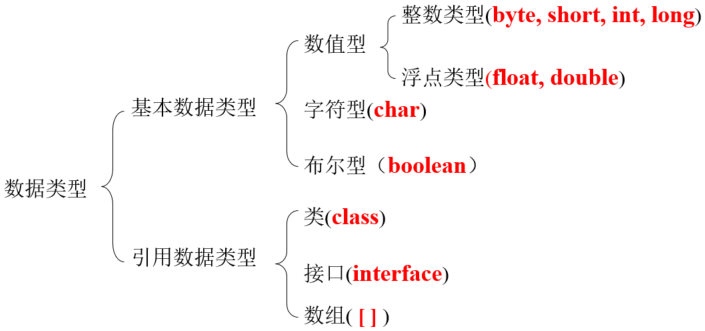 整数类型(byte, short, int, long)
数值型
浮点类型(float, double)
基本数据类型
字符型(char)
布尔型（boolean）
数据类型
类(class)
引用数据类型
接口(interface)
数组( [ ] )